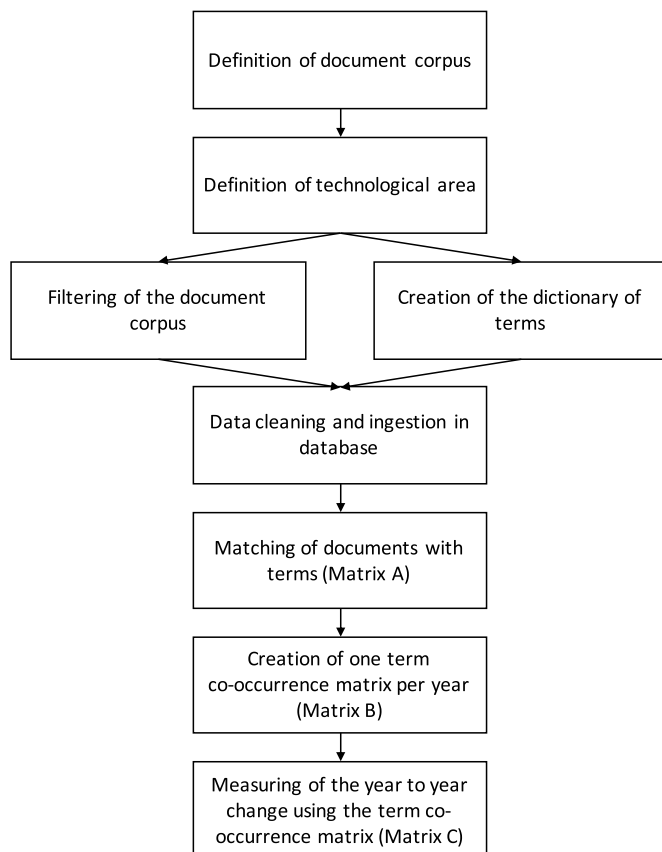 Definition of document corpus
Definition of technological area
Filtering of the document
corpus
Creation of the dictionary of
terms
Data cleaning and ingestion in
database
Matching of documents with
terms (Matrix A)
Creation of one term
co-occurrence matrix per year
(Matrix B)
Measuring of the year to year
change using the term co-
occurrence matrix (Matrix C)